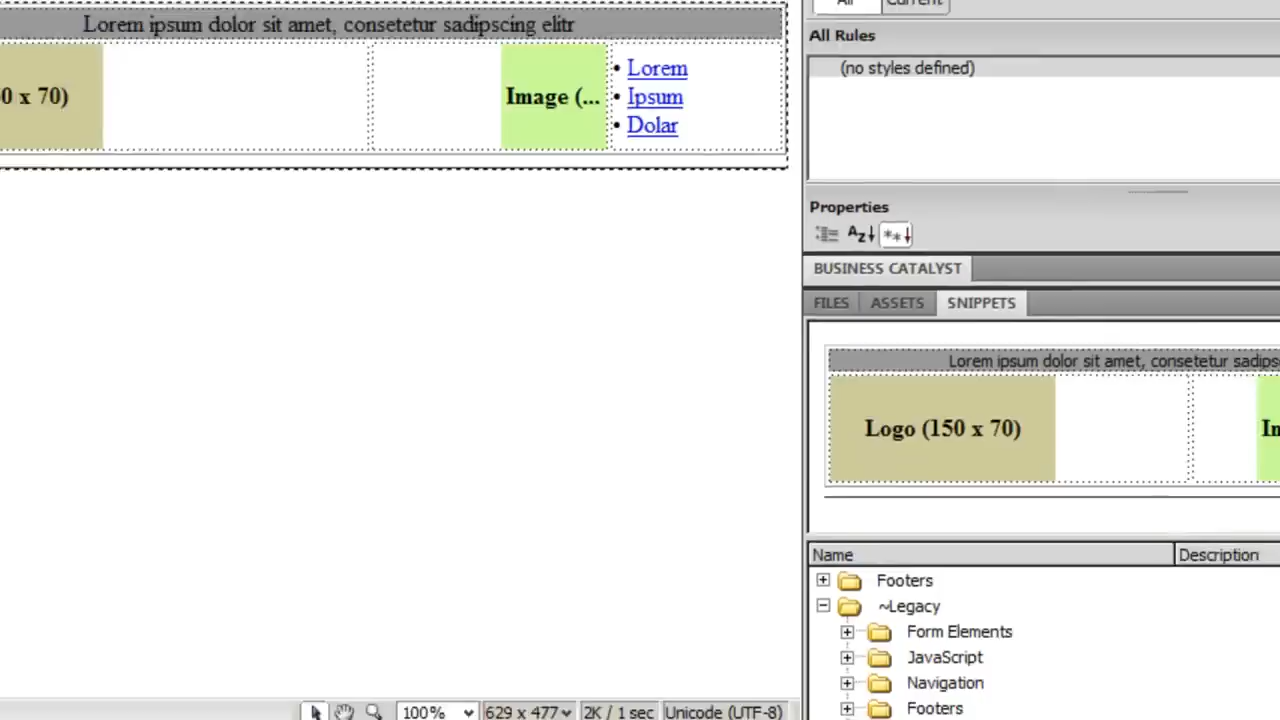 All Current
Lorem ipsum dolor sit amet, consetetur sadipscing elitr
All Rules
(no styles defined)
0 x 70)
Image (...
• Lorem
• Ipsum
• Dolar
Properties
BUSINESS CATALYST
FILES ASSETS SNIPPETS
Lorem ipsum dolor sit amet, consetetur sadips
Logo (150 x 70)
Im
Name Description
Footers
~Legacy
Form Elements
JavaScript
Navigation
Footers
100% 629 x 477 2K / 1 sec Unicode (UTF-8)